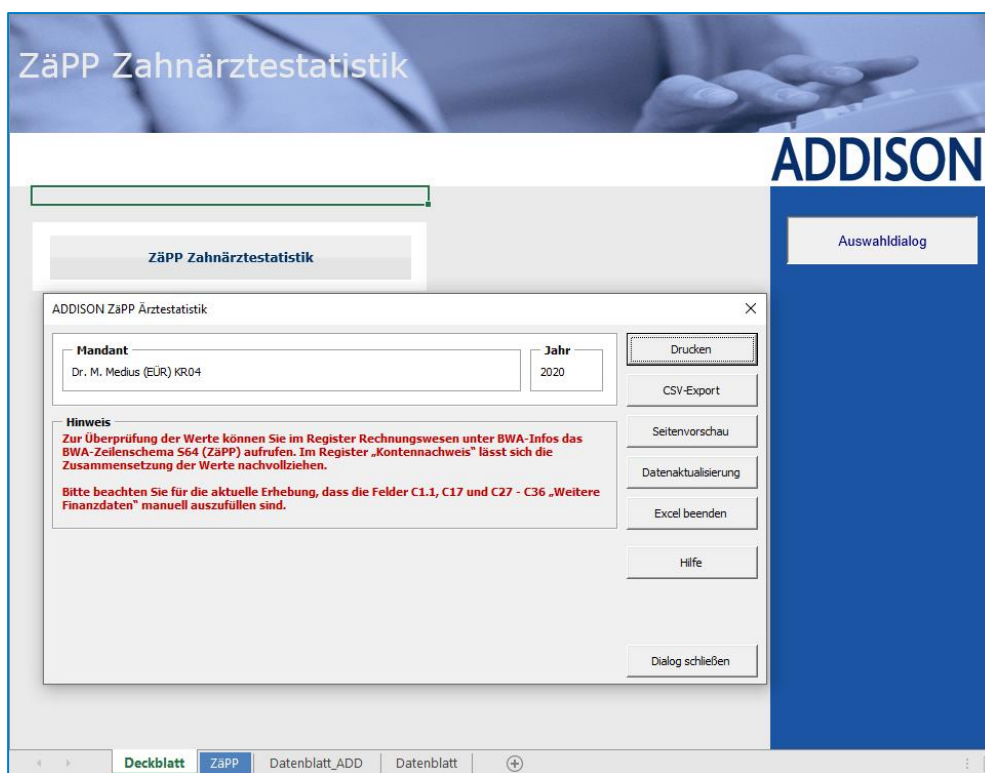 ZäPP Zahnärztestatistik
ADDISON
Auswahldialog
ZäPP Zahnärztestatistik
ADDISON ZäPP Ärztestatistik
Mandant
Dr. M. Medius (EÜR) KR04
Jahr
2020
Hinweis
Zur Überprüfung der Werte können Sie im Register Rechnungswesen unter BWA-Infos das
BWA-Zeilenschema S64 (ZäPP) aufrufen. Im Register „Kontennachweis“ lässt sich die
Zusammensetzung der Werte nachvollziehen.
Bitte beachten Sie für die aktuelle Erhebung, dass die Felder C1.1, C17 und C27 - C36 „Weitere
Finanzdaten“ manuell auszufüllen sind.
Drucken
CSV-Export
Seitenvorschau
Datenaktualisierung
Excel beenden
Hilfe
Dialog schließen
Deckblatt
ZäPP
Datenblatt_ADD
Datenblatt